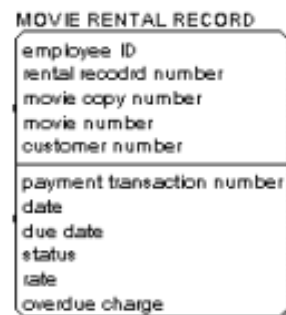 MOVIE RENTAL RECORD
employee ID
rental recodrd number
movie copy number
movie number
customer number
payment transaction number
date
due date
status
rate
overdue charge